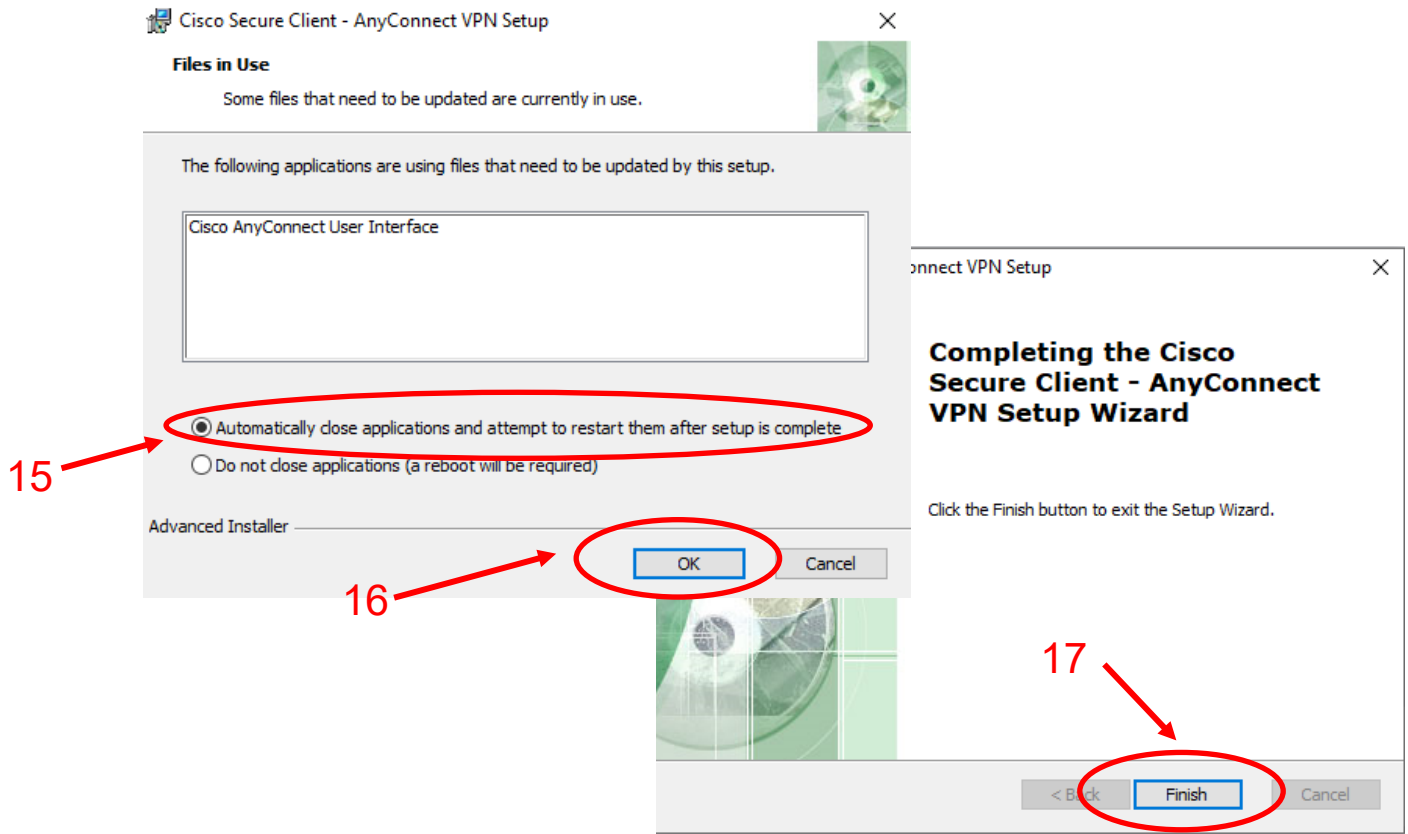 Cisco Secure Client - AnyConnect VPN Setup
Files in Use
Some files that need to be updated are currently in use.
The following applications are using files that need to be updated by this setup.
Cisco AnyConnect User Interface
15
Automatically close applications and attempt to restart them after setup is complete
Do not close applications (a reboot will be required)
Advanced Installer
16
OK
Cancel
onnect VPN Setup
Completing the Cisco
Secure Client - AnyConnect
VPN Setup Wizard
Click the Finish button to exit the Setup Wizard.
17
< Back
Finish
Cancel